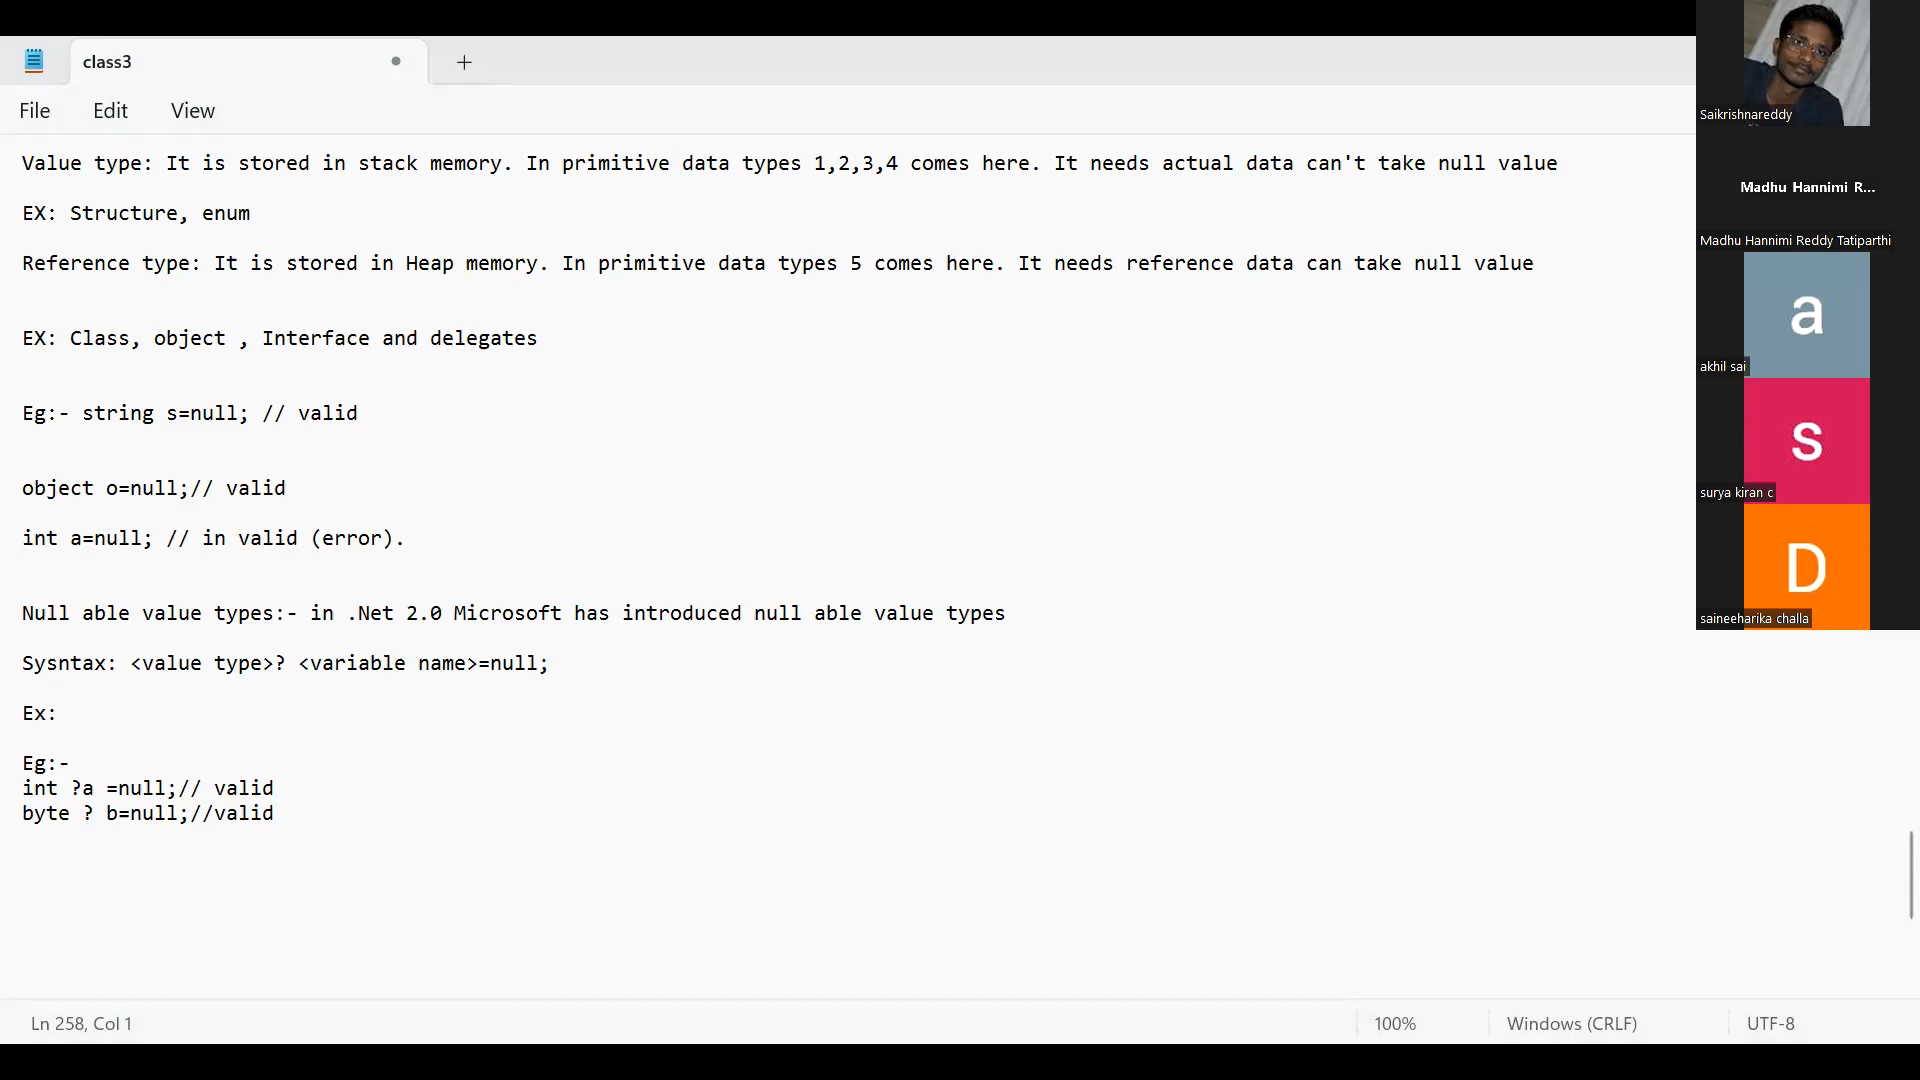 class3
File Edit View
Value type: It is stored in stack memory. In primitive data types 1,2,3,4 comes here. It needs actual data can't take null value
EX: Structure, enum
Reference type: It is stored in Heap memory. In primitive data types 5 comes here. It needs reference data can take null value
EX: Class, object , Interface and delegates
Eg:- string s=null; // valid
object o=null;// valid
int a=null; // in valid (error).
Null able value types:- in .Net 2.0 Microsoft has introduced null able value types
Sysntax: <value type>? <variable name>=null;
Ex:
Eg:-
int ?a =null;// valid
byte ? b=null;//valid
Ln 258, Col 1 100% Windows (CRLF) UTF-8
Saikrishnareddy
Madhu Hannimi R...
Madhu Hannimi Reddy Tatiparthi
a
akhil sai
s
surya kiran c
D
saineeharika challa